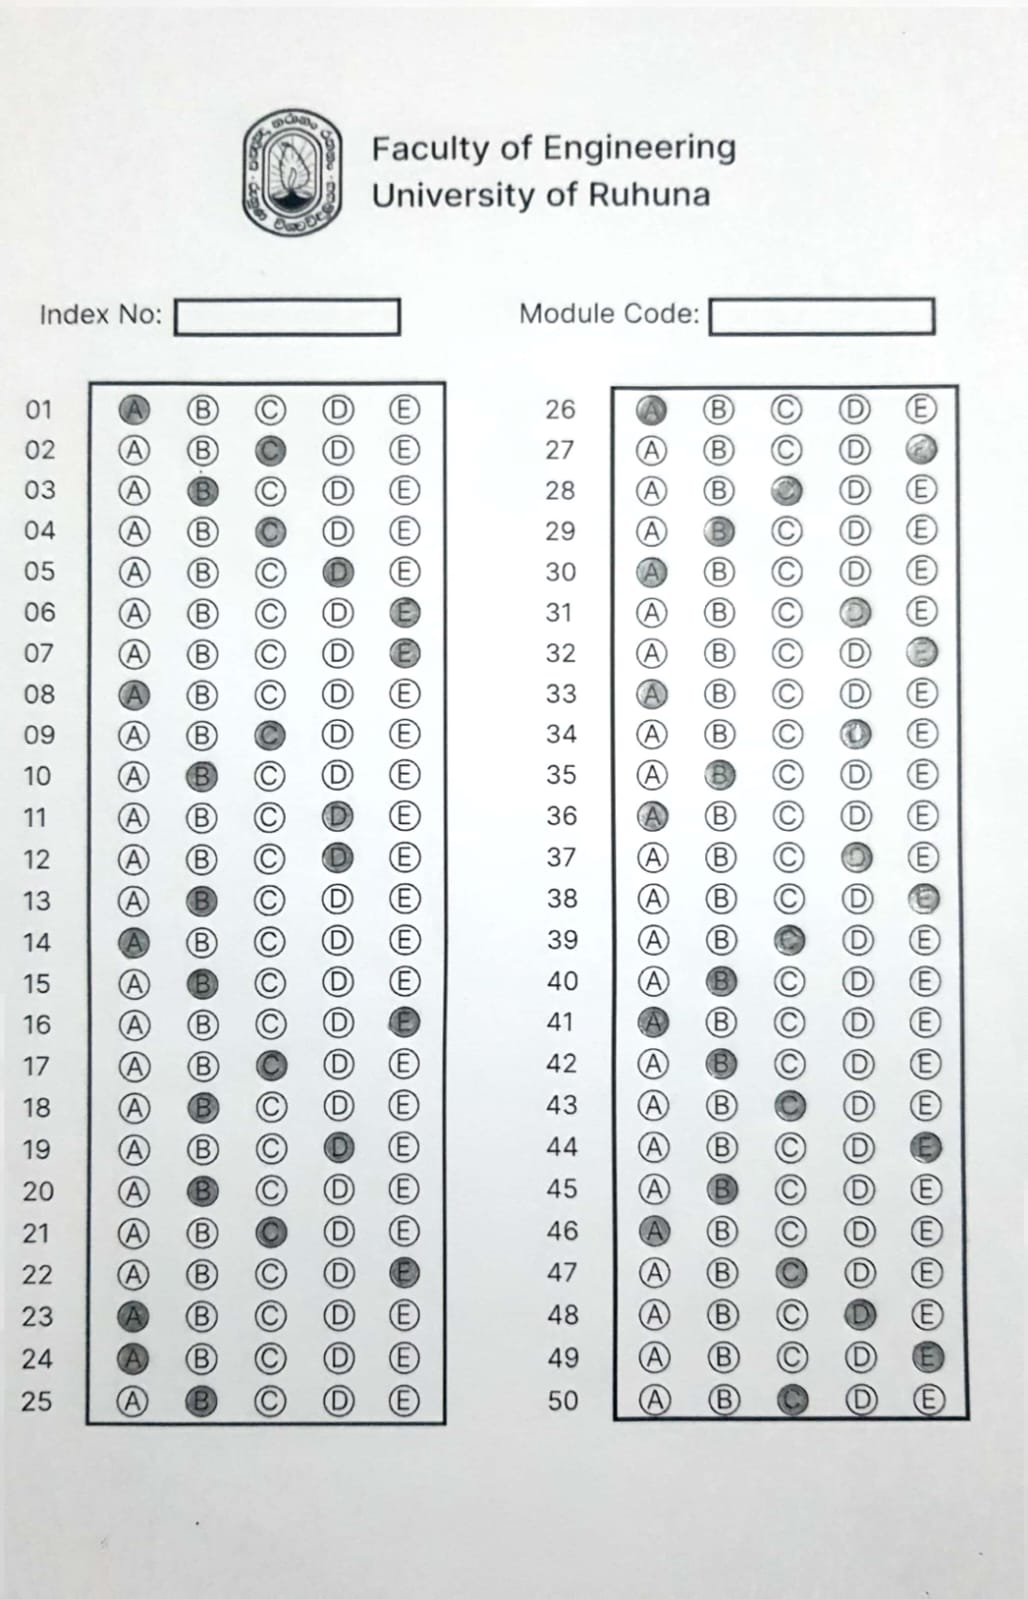 Faculty of Engineering
University of Ruhuna
Index No:
Module Code:
01 A B C D E
02 A B C D E
03 A B C D E
04 A B C D E
05 A B C D E
06 A B C D E
07 A B C D E
08 A B C D E
09 A B C D E
10 A B C D E
11 A B C D E
12 A B C D E
13 A B C D E
14 A B C D E
15 A B C D E
16 A B C D E
17 A B C D E
18 A B C D E
19 A B C D E
20 A B C D E
21 A B C D E
22 A B C D E
23 A B C D E
24 A B C D E
25 A B C D E
26 A B C D E
27 A B C D E
28 A B C D E
29 A B C D E
30 A B C D E
31 A B C D E
32 A B C D E
33 A B C D E
34 A B C D E
35 A B C D E
36 A B C D E
37 A B C D E
38 A B C D E
39 A B C D E
40 A B C D E
41 A B C D E
42 A B C D E
43 A B C D E
44 A B C D E
45 A B C D E
46 A B C D E
47 A B C D E
48 A B C D E
49 A B C D E
50 A B C D E